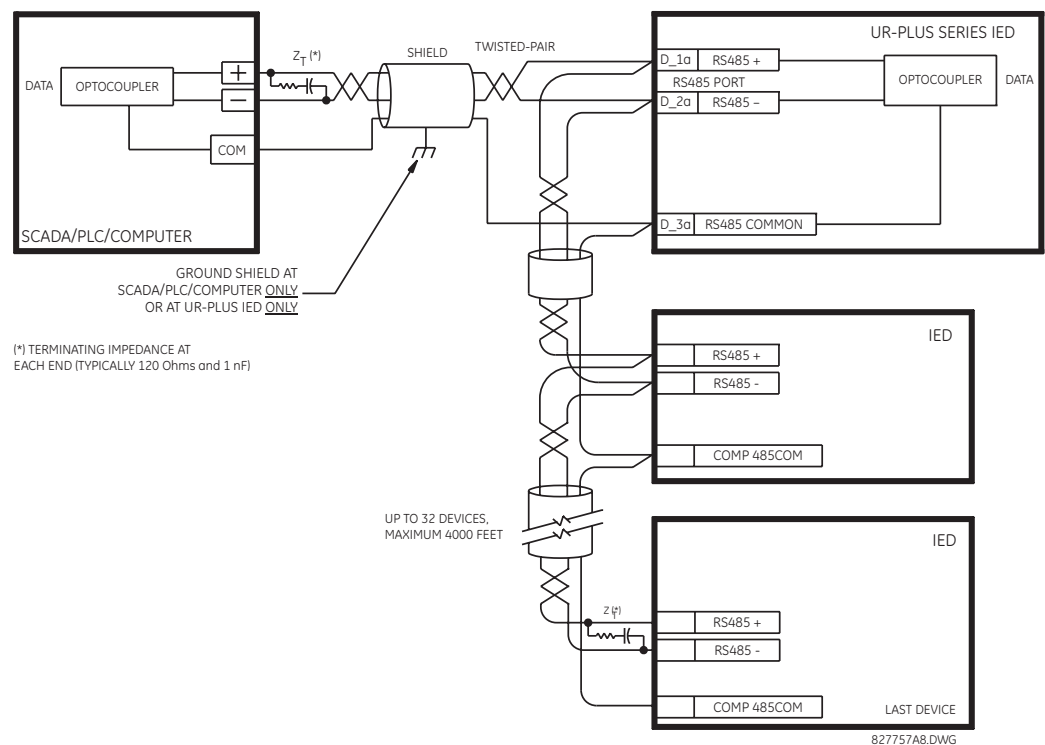 UR-PLUS SERIES IED
Z_T (*)
SHIELD
TWISTED-PAIR
DATA
OPTOCOUPLER
+
−
COM
D_1a
RS485 +
RS485 PORT
D_2a
RS485 –
OPTOCOUPLER
DATA
D_3a
RS485 COMMON
SCADA/PLC/COMPUTER
GROUND SHIELD AT
SCADA/PLC/COMPUTER ONLY
OR AT UR-PLUS IED ONLY
(*) TERMINATING IMPEDANCE AT
EACH END (TYPICALLY 120 Ohms and 1 nF)
IED
RS485 +
RS485 -
COMP 485COM
UP TO 32 DEVICES,
MAXIMUM 4000 FEET
IED
Z_T (*)
RS485 +
RS485 -
COMP 485COM
LAST DEVICE
827757A8.DWG